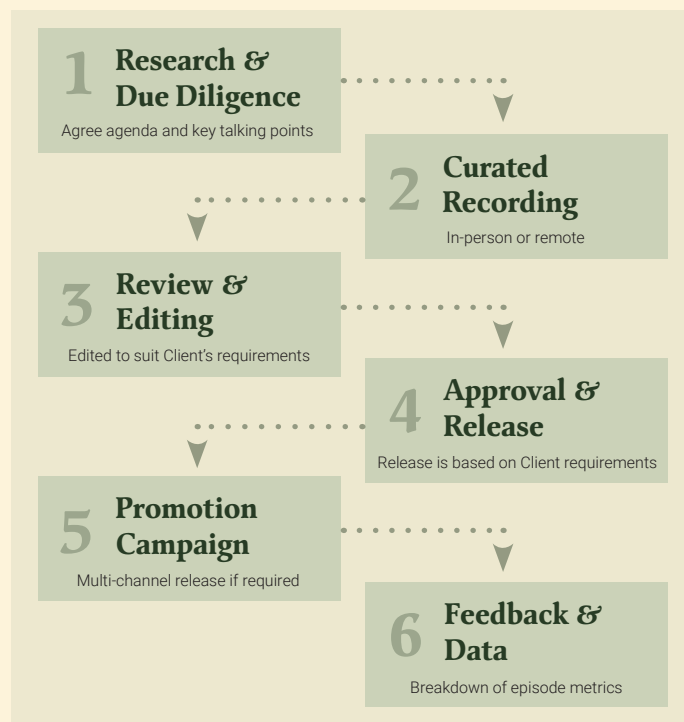 1
Research &
Due Diligence
Agree agenda and key talking points
2
Curated
Recording
In-person or remote
3
Review &
Editing
Edited to suit Client's requirements
4
Approval &
Release
Release is based on Client requirements
5
Promotion
Campaign
Multi-channel release if required
6
Feedback &
Data
Breakdown of episode metrics